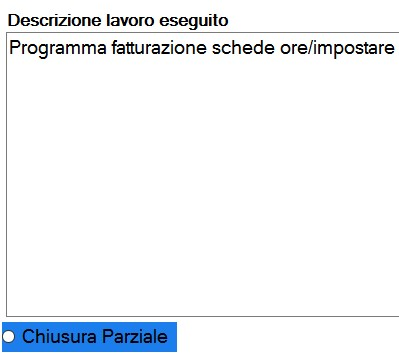 Descrizione lavoro eseguito
Programma fatturazione schede ore/impostare
Chiusura Parziale